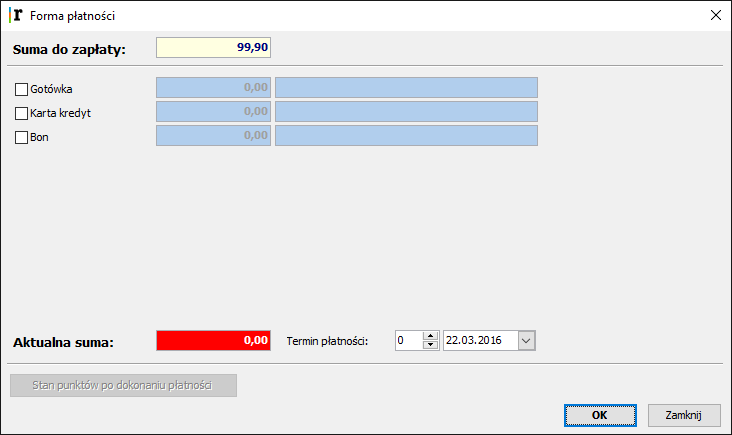 r Forma płatności
Suma do zapłaty: 99,90
Gotówka 0,00
Karta kredyt 0,00
Bon 0,00
Aktualna suma: 0,00 Termin płatności: 0 22.03.2016
Stan punktów po dokonaniu płatności
OK Zamknij